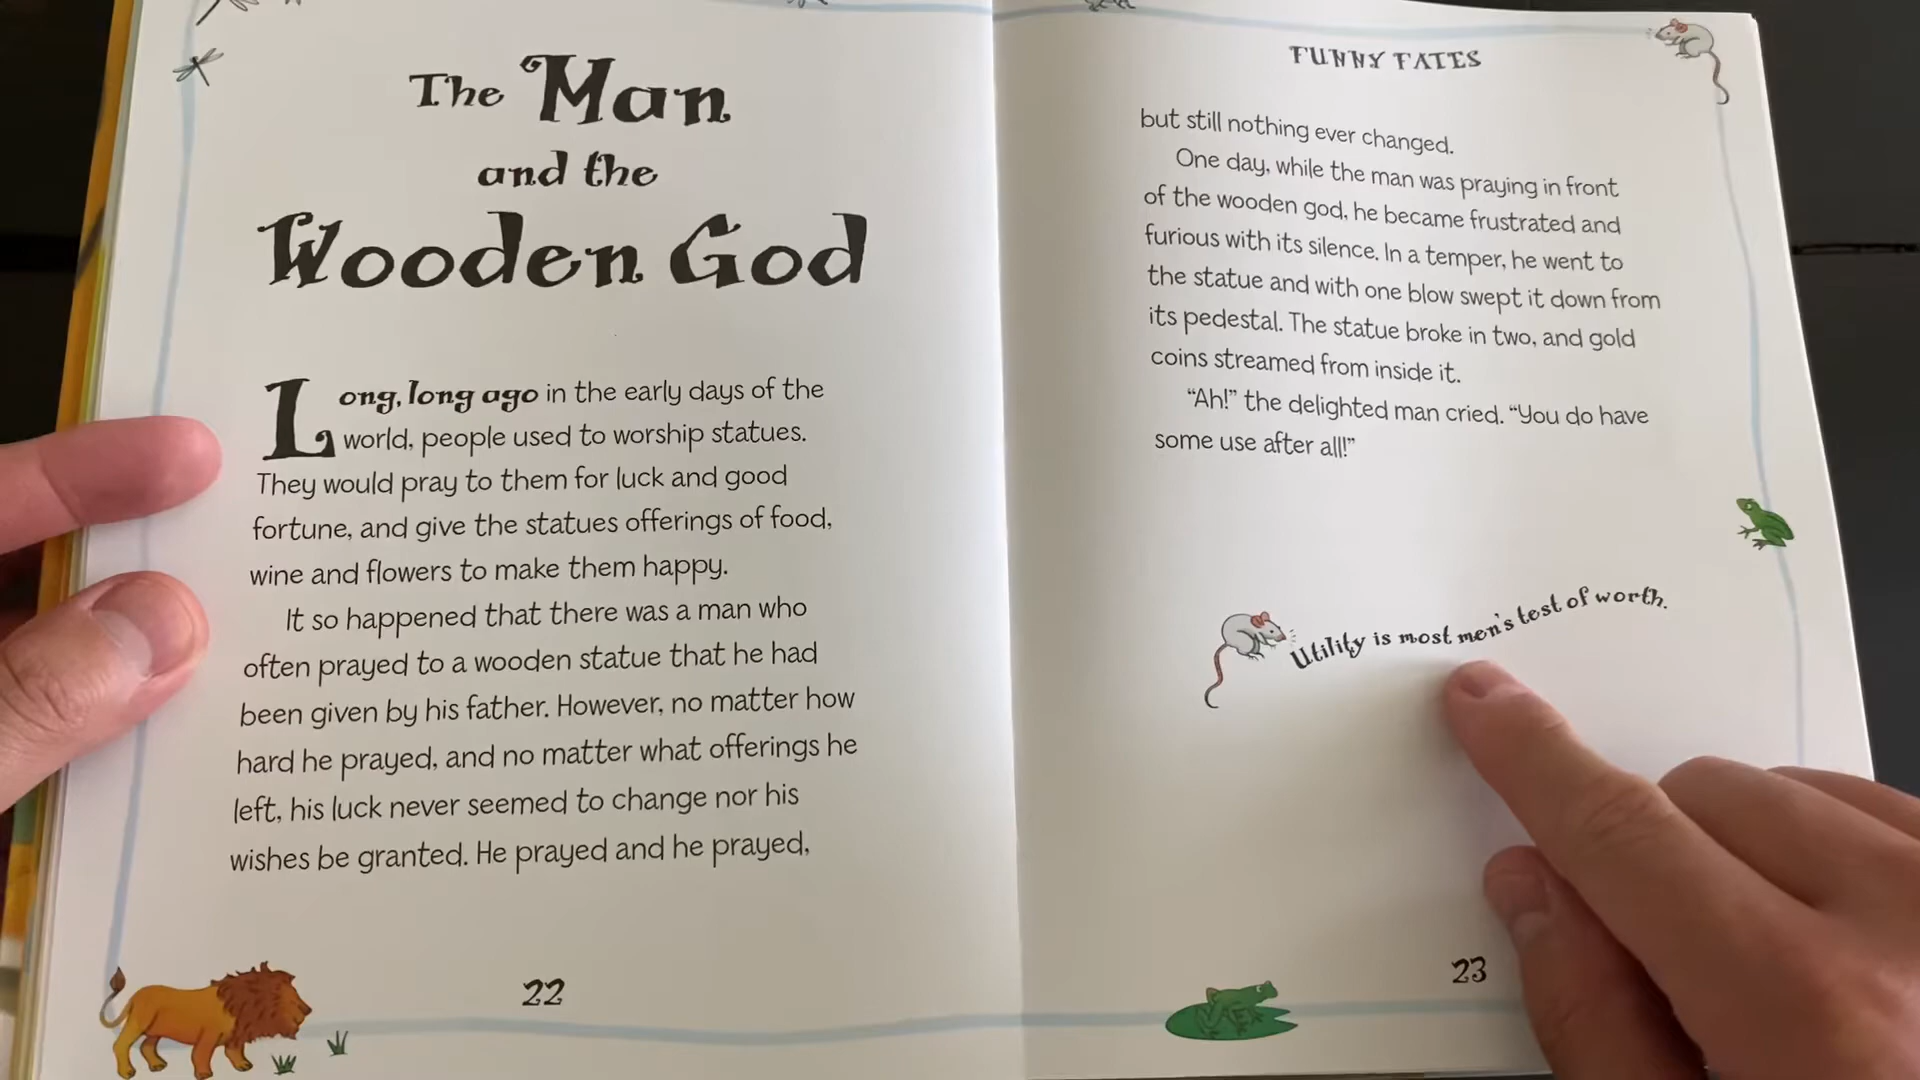 The Man
and the
Wooden God
Long, long ago in the early days of the
world, people used to worship statues.
They would pray to them for luck and good
fortune, and give the statues offerings of food,
wine and flowers to make them happy.
It so happened that there was a man who
often prayed to a wooden statue that he had
been given by his father. However, no matter how
hard he prayed, and no matter what offerings he
left, his luck never seemed to change nor his
wishes be granted. He prayed and he prayed,
22
FUNNY FATES
but still nothing ever changed.
One day, while the man was praying in front
of the wooden god, he became frustrated and
furious with its silence. In a temper, he went to
the statue and with one blow swept it down from
its pedestal. The statue broke in two, and gold
coins streamed from inside it.
“Ah!” the delighted man cried. “You do have
some use after all!”
Utility is most men's test of worth.
23